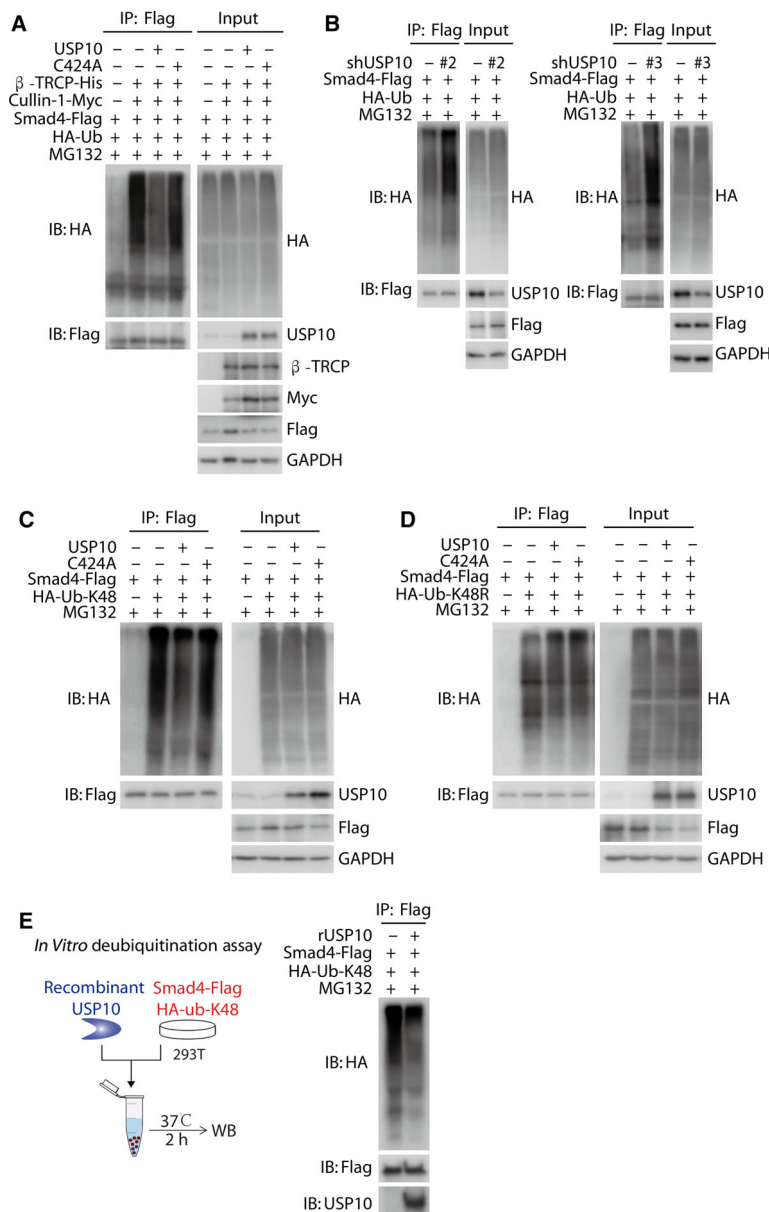 A
IP: Flag Input
USP10 – – + – – – + –
C424A – – – + – – – +
β-TRCP-His – + + + – + + +
Cullin-1-Myc – + + + – + + +
Smad4-Flag + + + + + + + +
HA-Ub + + + + + + + +
MG132 + + + + + + + +
IB: HA HA
IB: Flag USP10
β-TRCP
Myc
Flag
GAPDH
B
IP: Flag Input
shUSP10 – #2 – #2
Smad4-Flag + + + +
HA-Ub + + + +
MG132 + + + +
IB: HA HA
IB: Flag USP10
Flag
GAPDH
IP: Flag Input
shUSP10 – #3 – #3
Smad4-Flag + + + +
HA-Ub + + + +
MG132 + + + +
IB: HA HA
IB: Flag USP10
Flag
GAPDH
C
IP: Flag Input
USP10 – – + – – – + –
C424A – – – + – – – +
Smad4-Flag + + + + + + + +
HA-Ub-K48 – + + + – + + +
MG132 + + + + + + + +
IB: HA HA
IB: Flag USP10
Flag
GAPDH
D
IP: Flag Input
USP10 – – + – – – + –
C424A – – – + – – – +
Smad4-Flag + + + + + + + +
HA-Ub-K48R – + + + – + + +
MG132 + + + + + + + +
IB: HA HA
IB: Flag USP10
Flag
GAPDH
E
In Vitro deubiquitination assay
Recombinant USP10
Smad4-Flag
HA-ub-K48
293T
37℃
2 h
WB
IP: Flag
rUSP10 – +
Smad4-Flag + +
HA-Ub-K48 + +
MG132 + +
IB: HA
IB: Flag
IB: USP10